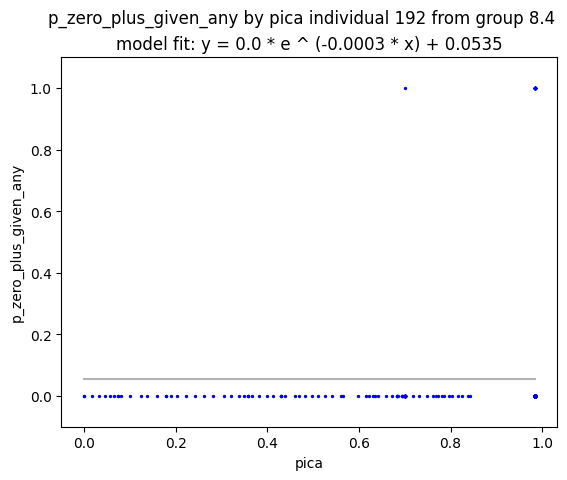 p_zero_plus_given_any by pica individual 192 from group 8.4
model fit: y = 0.0 * e ^ (-0.0003 * x) + 0.0535
1.0
0.8
0.6
0.4
0.2
0.0
p_zero_plus_given_any
0.0 0.2 0.4 0.6 0.8 1.0
pica